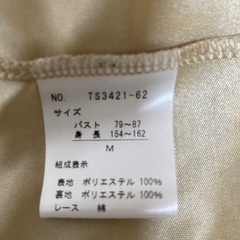 NO. TS3421-62
サイズ
バスト 79~87
身長 154~162
M
組成表示
表地 ポリエステル 100%
裏地 ポリエステル 100%
レース 綿